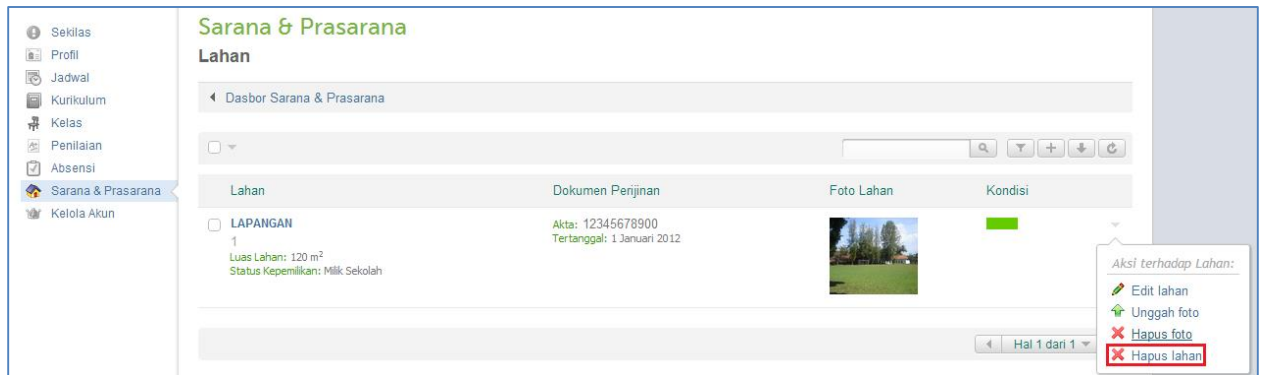 Sekilas
Profil
Jadwal
Kurikulum
Kelas
Penilaian
Absensi
Sarana & Prasarana
Kelola Akun
Sarana & Prasarana
Lahan
Dasbor Sarana & Prasarana
Lahan Dokumen Perijinan Foto Lahan Kondisi
LAPANGAN
1
Luas Lahan: 120 m²
Status Kepemilikan: Milik Sekolah
Akta: 12345678900
Tertanggal: 1 Januari 2012
Aksi terhadap Lahan:
Edit lahan
Unggah foto
Hapus foto
Hapus lahan
Hal 1 dari 1